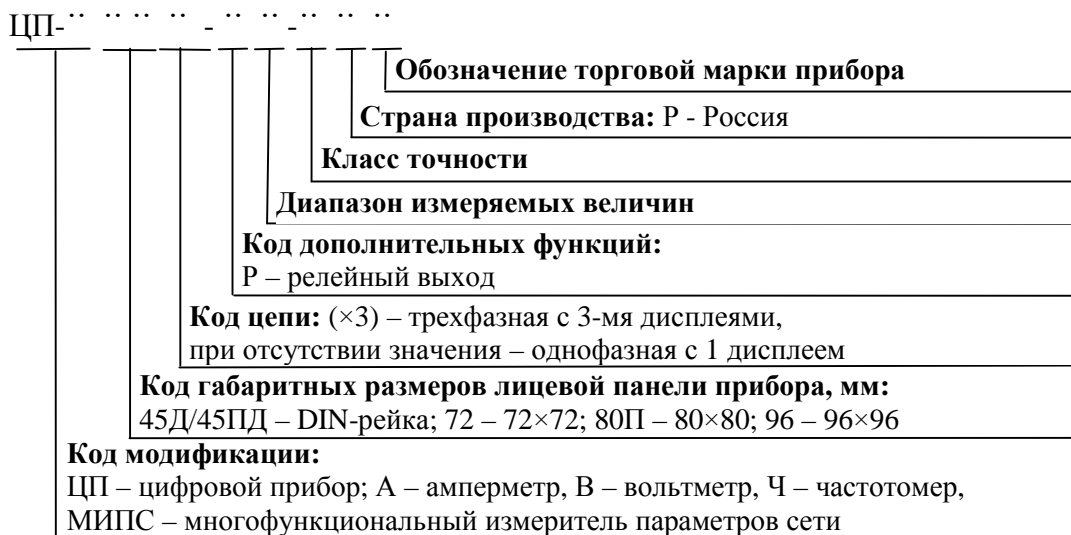 ЦП-¨ ¨ ¨ ¨ - ¨ ¨ -¨ ¨ ¨
Обозначение торговой марки прибора
Страна производства: Р - Россия
Класс точности
Диапазон измеряемых величин
Код дополнительных функций:
Р – релейный выход
Код цепи: (×3) – трехфазная с 3-мя дисплеями,
при отсутствии значения – однофазная с 1 дисплеем
Код габаритных размеров лицевой панели прибора, мм:
45Д/45ПД – DIN-рейка; 72 – 72×72; 80П – 80×80; 96 – 96×96
Код модификации:
ЦП – цифровой прибор; А – амперметр, В – вольтметр, Ч – частотомер,
МИПС – многофункциональный измеритель параметров сети